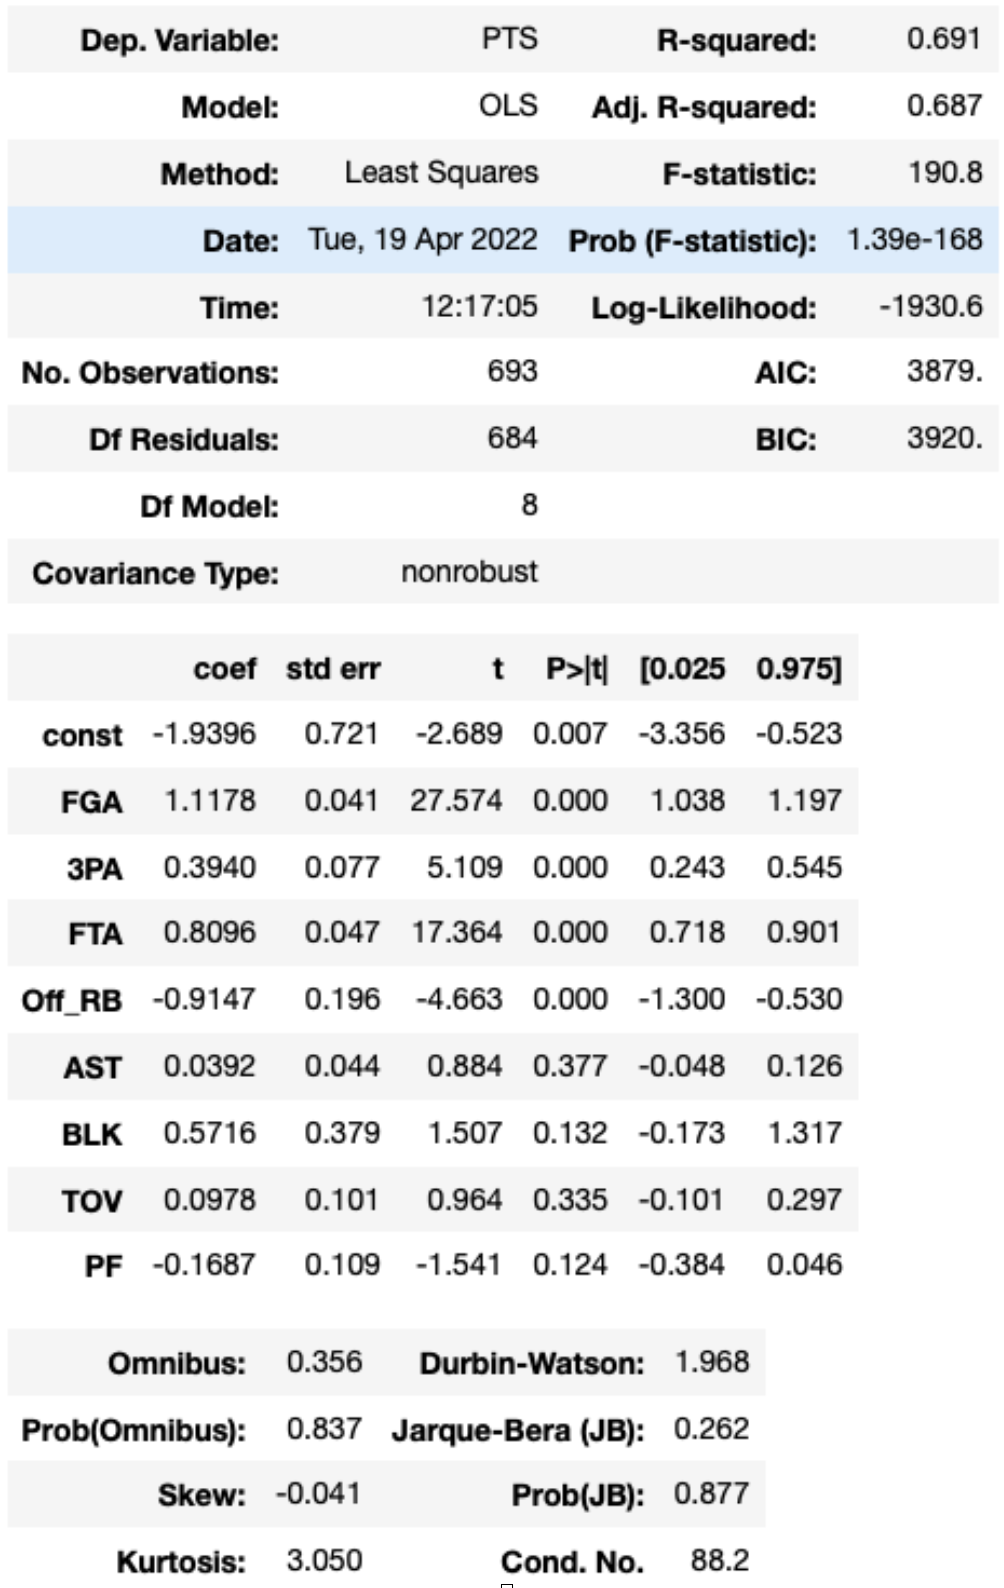 Dep. Variable: PTS R-squared: 0.691
Model: OLS Adj. R-squared: 0.687
Method: Least Squares F-statistic: 190.8
Date: Tue, 19 Apr 2022 Prob (F-statistic): 1.39e-168
Time: 12:17:05 Log-Likelihood: -1930.6
No. Observations: 693 AIC: 3879.
Df Residuals: 684 BIC: 3920.
Df Model: 8
Covariance Type: nonrobust
coef std err t P>|t| [0.025 0.975]
const -1.9396 0.721 -2.689 0.007 -3.356 -0.523
FGA 1.1178 0.041 27.574 0.000 1.038 1.197
3PA 0.3940 0.077 5.109 0.000 0.243 0.545
FTA 0.8096 0.047 17.364 0.000 0.718 0.901
Off_RB -0.9147 0.196 -4.663 0.000 -1.300 -0.530
AST 0.0392 0.044 0.884 0.377 -0.048 0.126
BLK 0.5716 0.379 1.507 0.132 -0.173 1.317
TOV 0.0978 0.101 0.964 0.335 -0.101 0.297
PF -0.1687 0.109 -1.541 0.124 -0.384 0.046
Omnibus: 0.356 Durbin-Watson: 1.968
Prob(Omnibus): 0.837 Jarque-Bera (JB): 0.262
Skew: -0.041 Prob(JB): 0.877
Kurtosis: 3.050 Cond. No. 88.2